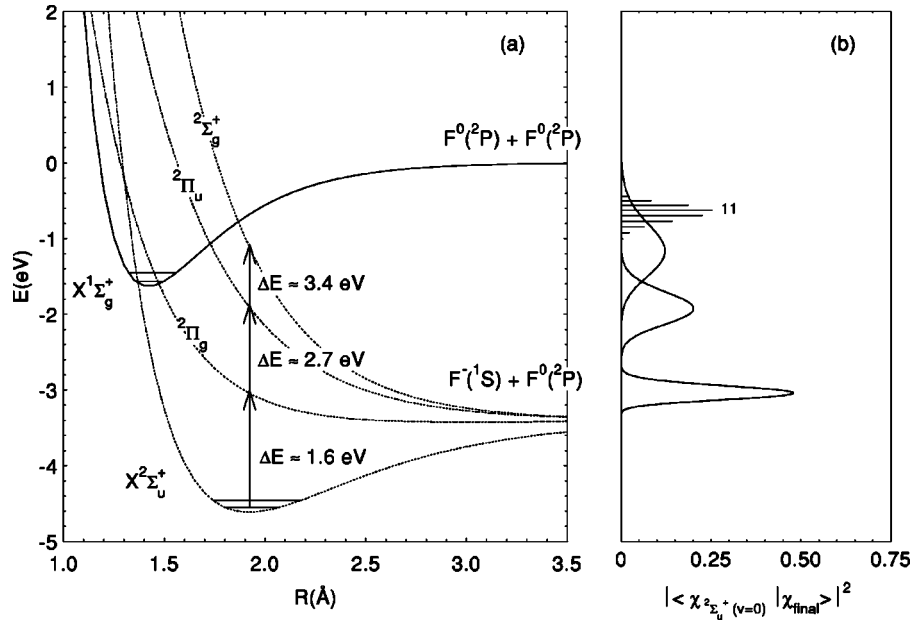 (a)
(b)
2
1
0
-1
-2
-3
-4
-5
E(eV)
²Σg⁺
F⁰(²P) + F⁰(²P)
²Πu
11
ΔE ≈ 3.4 eV
X¹Σg⁺
²Πg
ΔE ≈ 2.7 eV
F⁻(¹S) + F⁰(²P)
ΔE ≈ 1.6 eV
X²Σu⁺
1.0 1.5 2.0 2.5 3.0 3.5
R(Å)
0 0.25 0.50 0.75
|< χ ²Σu⁺ (v=0) |χfinal>|²